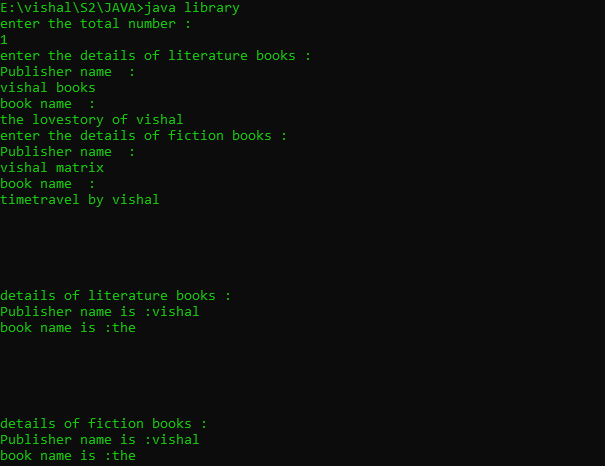 E:\vishal\S2\JAVA>java library
enter the total number :
1
enter the details of literature books :
Publisher name  :
vishal books
book name  :
the lovestory of vishal
enter the details of fiction books :
Publisher name  :
vishal matrix
book name  :
timetravel by vishal
details of literature books :
Publisher name is :vishal
book name is :the
details of fiction books :
Publisher name is :vishal
book name is :the